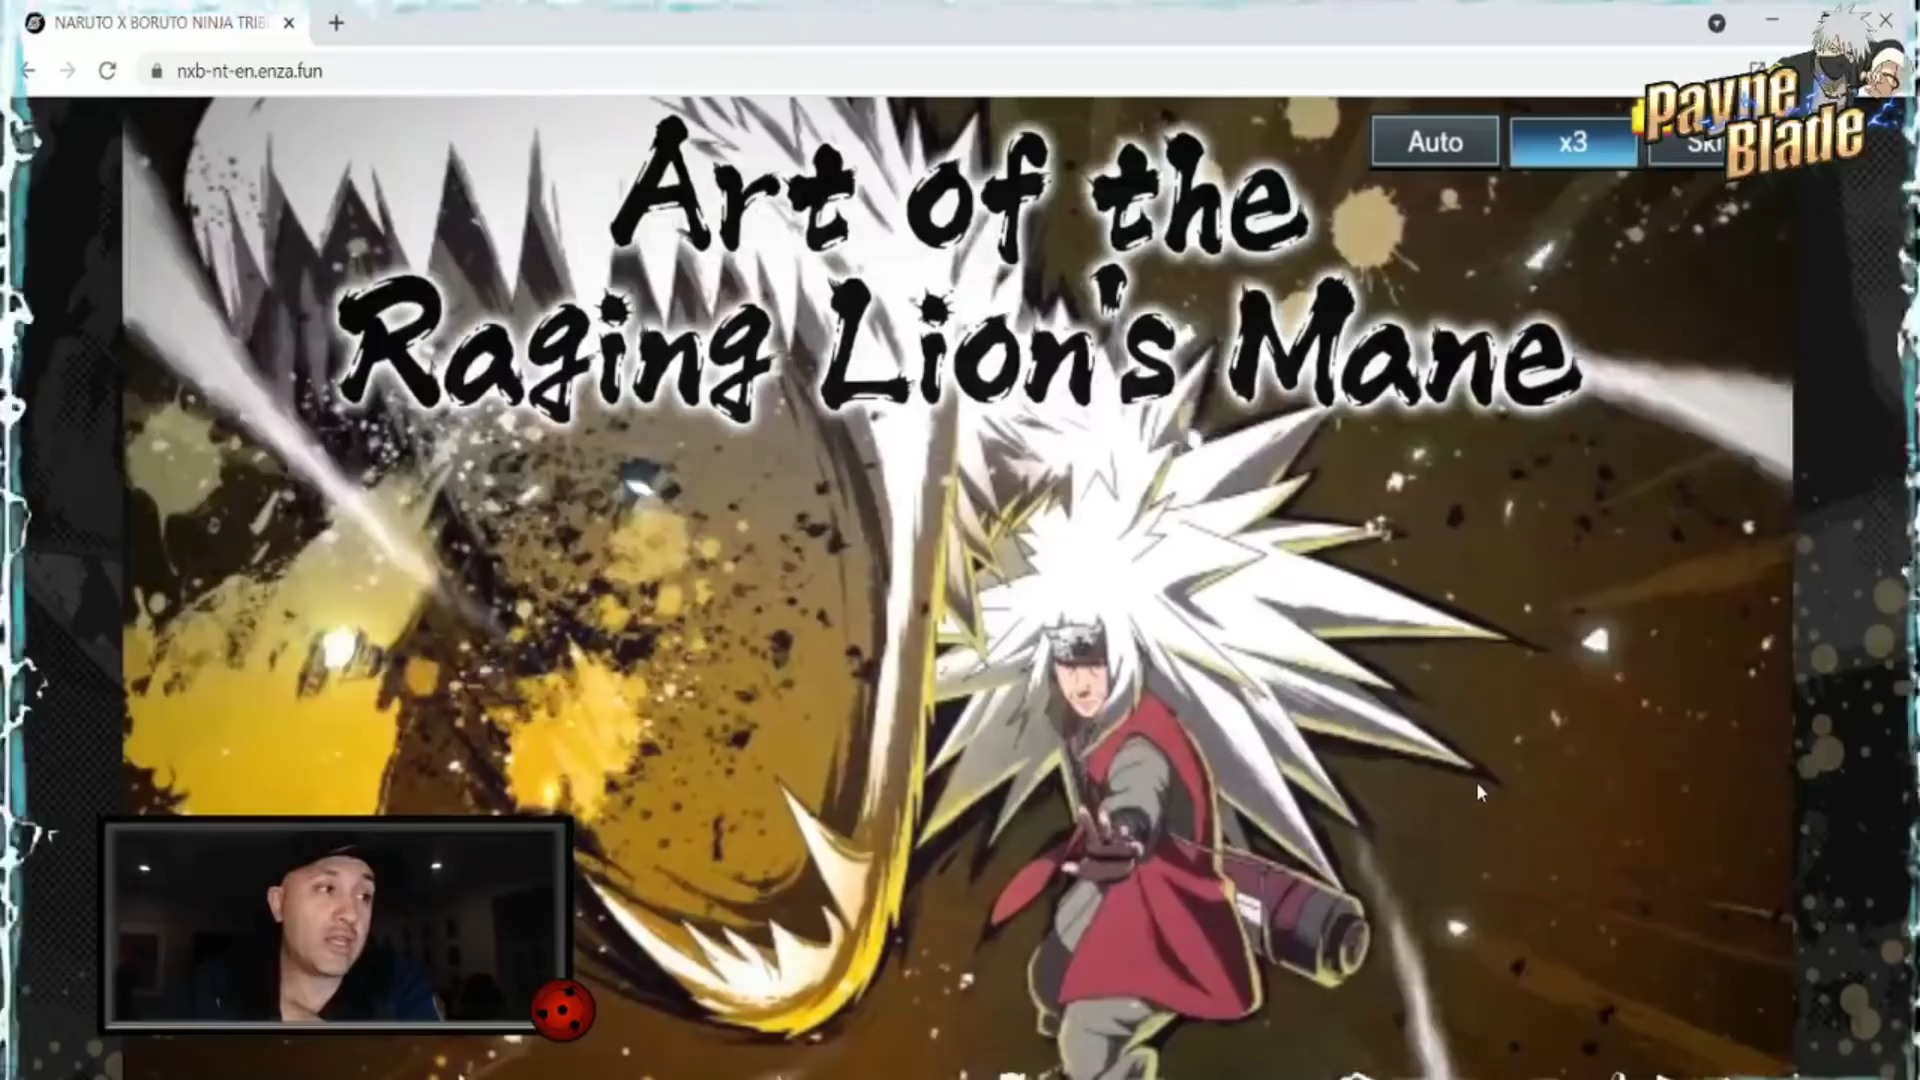 NARUTO X BORUTO NINJA TRIB
nxb-nt-en.enza.fun
Payne
Blade
Auto
x3
Ski
Art of the
Raging Lion's Mane